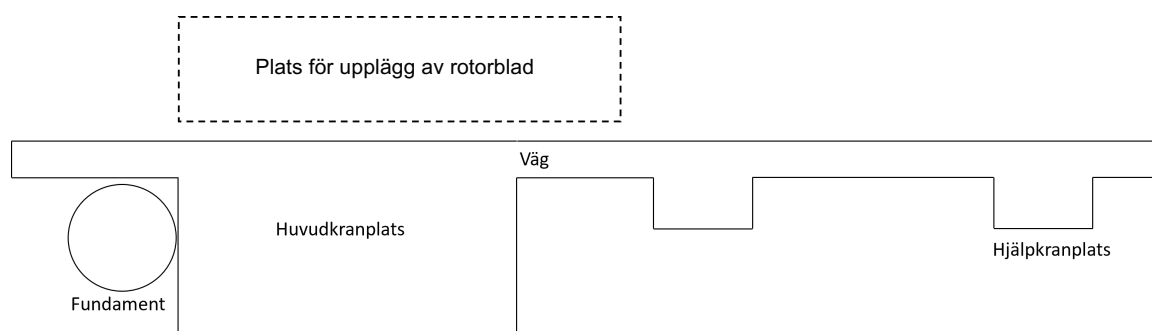 Plats för upplägg av rotorblad
Väg
Huvudkranplats
Hjälpkranplats
Fundament